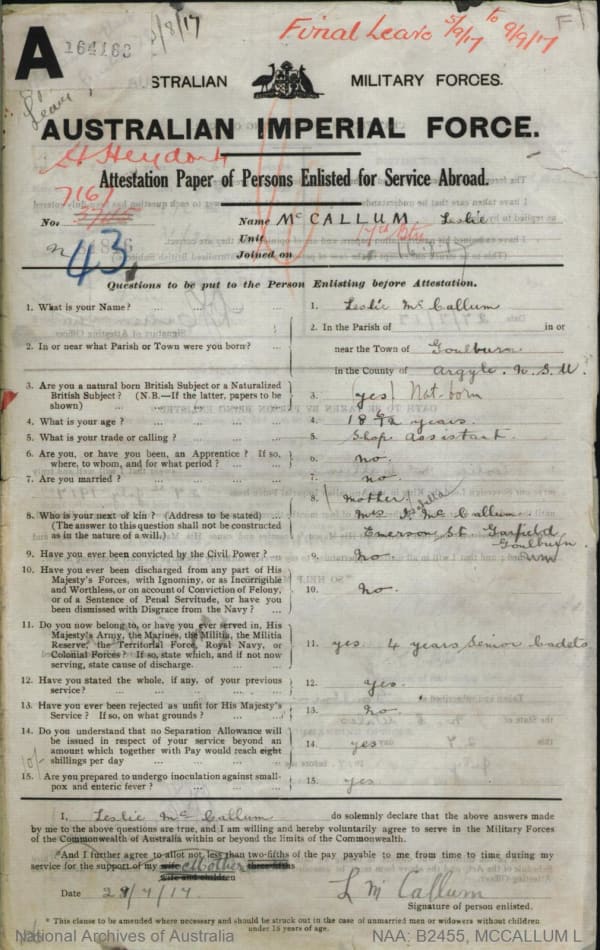 A 164163 /8/17 Final Leave 5/9/17 to 9/9/17 F
Leave
USTRALIAN MILITARY FORCES.
AUSTRALIAN IMPERIAL FORCE.
Attestation Paper of Persons Enlisted for Service Abroad.
7167
No. Name McCALLUM Leslie
43 Unit 17th Btn
Joined on
Questions to be put to the Person Enlisting before Attestation.
1. What is your Name? 1. Leslie McCallum
2. In or near what Parish or Town were you born? 2. In the Parish of in or
near the Town of Goulburn
in the County of Argyle. N.S.W.
3. Are you a natural born British Subject or a Naturalized
British Subject? (N.B.—If the latter, papers to be
shown) 3. (yes) Nat-born
4. What is your age? 4. 18 6/12 years.
5. What is your trade or calling? 5. Shop assistant.
6. Are you, or have you been, an Apprentice? If so,
where, to whom, and for what period? 6. no.
7. Are you married? 7. no.
8. Who is your next of kin? (Address to be stated) 8. Mother.
(The answer to this question shall not be construed
as in the nature of a will.) Mrs McCallum
Emerson St. Garfield
Goulburn
9. Have you ever been convicted by the Civil Power? 9. No.
10. Have you ever been discharged from any part of His
Majesty's Forces, with Ignominy, or as Incorrigible
and Worthless, or on account of Conviction of Felony,
or of a Sentence of Penal Servitude, or have you
been dismissed with Disgrace from the Navy? 10. No.
11. Do you now belong to, or have you ever served in, His
Majesty's Army, the Marines, the Militia, the Militia
Reserve, the Territorial Force, Royal Navy, or
Colonial Forces? If so, state which, and if not now
serving, state cause of discharge. 11. yes 4 years Senior Cadets
12. Have you stated the whole, if any, of your previous
service? 12. yes.
13. Have you ever been rejected as unfit for His Majesty's
Service? If so, on what grounds? 13. No.
14. Do you understand that no Separation Allowance will
be issued in respect of your service beyond an
amount which together with Pay would reach eight
shillings per day 14. yes
10/-
15. Are you prepared to undergo inoculation against small-
pox and enteric fever? 15. yes
I, Leslie McCallum do solemnly declare that the above answers made
by me to the above questions are true, and I am willing and hereby voluntarily agree to serve in the Military Forces
of the Commonwealth of Australia within or beyond the limits of the Commonwealth.
*And I further agree to allot not less than two-fifths of the pay payable to me from time to time during my
service for the support of my wife Mother
wife and children
Date 29/7/17. L McCallum
Signature of person enlisted.
* This clause to be amended where necessary and should be struck out in the case of unmarried men or widowers without children
under 18 years of age.
National Archives of Australia NAA: B2455, MCCALLUM L